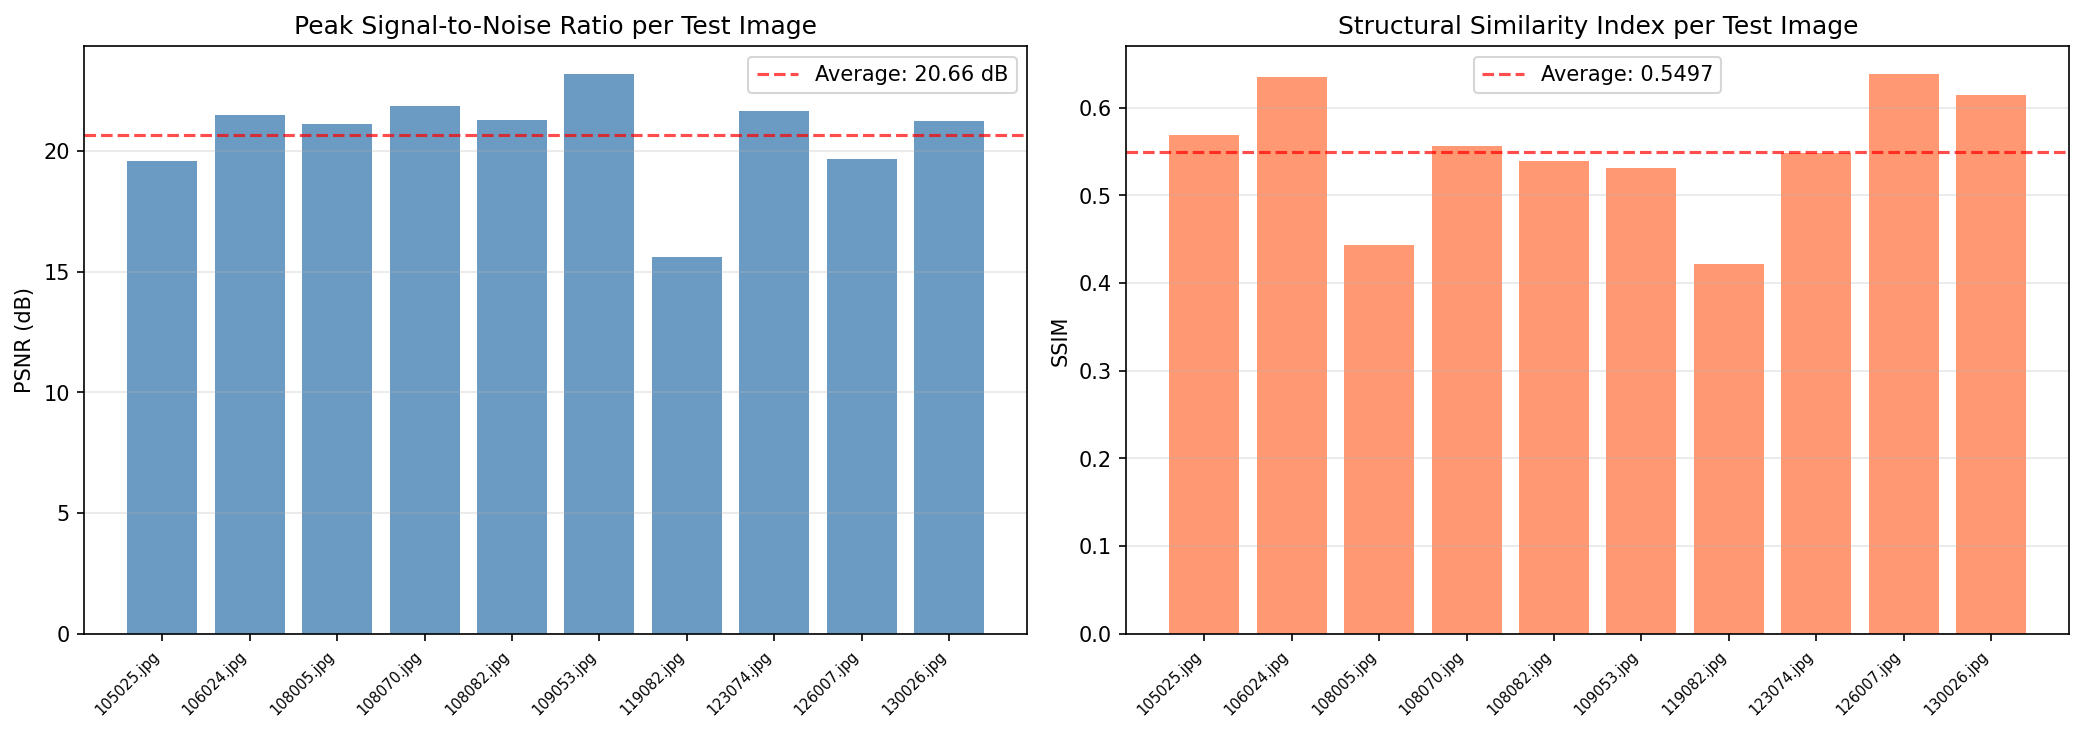 Peak Signal-to-Noise Ratio per Test Image
Average: 20.66 dB
PSNR (dB)
20
15
10
5
0
105025.jpg
106024.jpg
108005.jpg
108070.jpg
108082.jpg
109053.jpg
119082.jpg
123074.jpg
126007.jpg
130026.jpg
Structural Similarity Index per Test Image
Average: 0.5497
SSIM
0.6
0.5
0.4
0.3
0.2
0.1
0.0
105025.jpg
106024.jpg
108005.jpg
108070.jpg
108082.jpg
109053.jpg
119082.jpg
123074.jpg
126007.jpg
130026.jpg